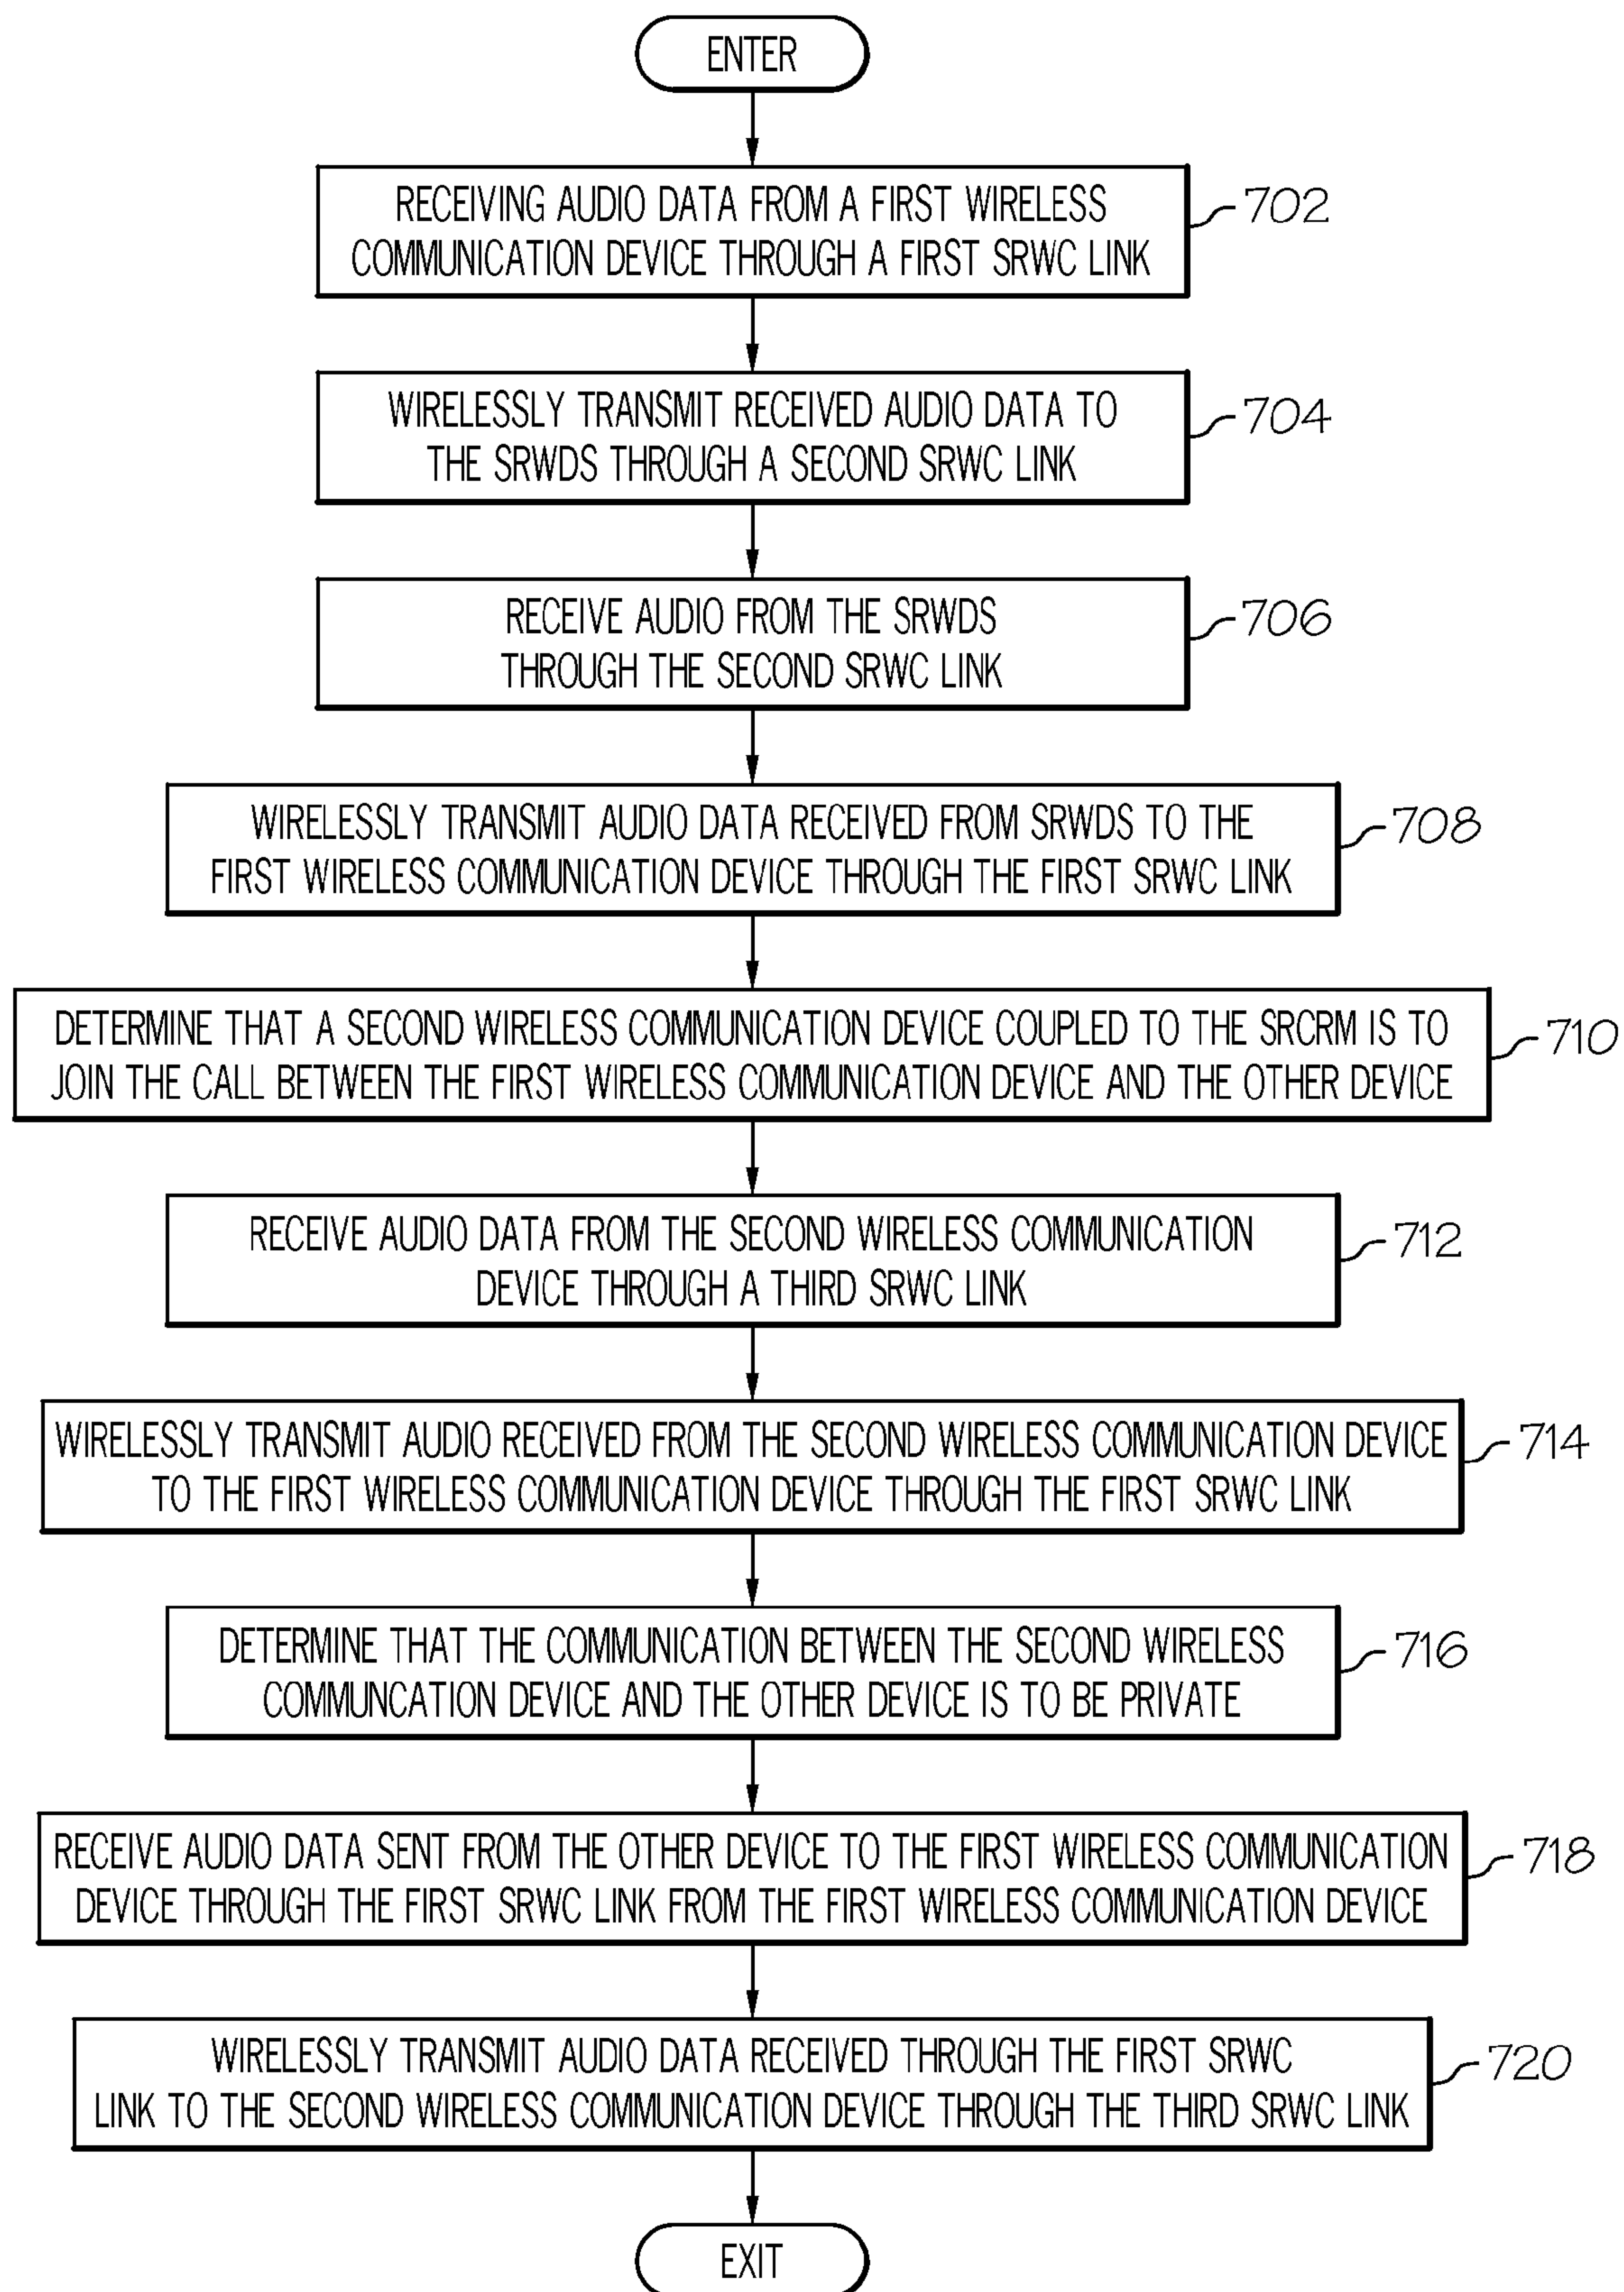 ENTER
RECEIVING AUDIO DATA FROM A FIRST WIRELESS
COMMUNICATION DEVICE THROUGH A FIRST SRWC LINK
702
WIRELESSLY TRANSMIT RECEIVED AUDIO DATA TO
THE SRWDS THROUGH A SECOND SRWC LINK
704
RECEIVE AUDIO FROM THE SRWDS
THROUGH THE SECOND SRWC LINK
706
WIRELESSLY TRANSMIT AUDIO DATA RECEIVED FROM SRWDS TO THE
FIRST WIRELESS COMMUNICATION DEVICE THROUGH THE FIRST SRWC LINK
708
DETERMINE THAT A SECOND WIRELESS COMMUNICATION DEVICE COUPLED TO THE SRCRM IS TO
JOIN THE CALL BETWEEN THE FIRST WIRELESS COMMUNICATION DEVICE AND THE OTHER DEVICE
710
RECEIVE AUDIO DATA FROM THE SECOND WIRELESS COMMUNICATION
DEVICE THROUGH A THIRD SRWC LINK
712
WIRELESSLY TRANSMIT AUDIO RECEIVED FROM THE SECOND WIRELESS COMMUNICATION DEVICE
TO THE FIRST WIRELESS COMMUNICATION DEVICE THROUGH THE FIRST SRWC LINK
714
DETERMINE THAT THE COMMUNICATION BETWEEN THE SECOND WIRELESS
COMMUNCATION DEVICE AND THE OTHER DEVICE IS TO BE PRIVATE
716
RECEIVE AUDIO DATA SENT FROM THE OTHER DEVICE TO THE FIRST WIRELESS COMMUNICATION
DEVICE THROUGH THE FIRST SRWC LINK FROM THE FIRST WIRELESS COMMUNICATION DEVICE
718
WIRELESSLY TRANSMIT AUDIO DATA RECEIVED THROUGH THE FIRST SRWC
LINK TO THE SECOND WIRELESS COMMUNICATION DEVICE THROUGH THE THIRD SRWC LINK
720
EXIT